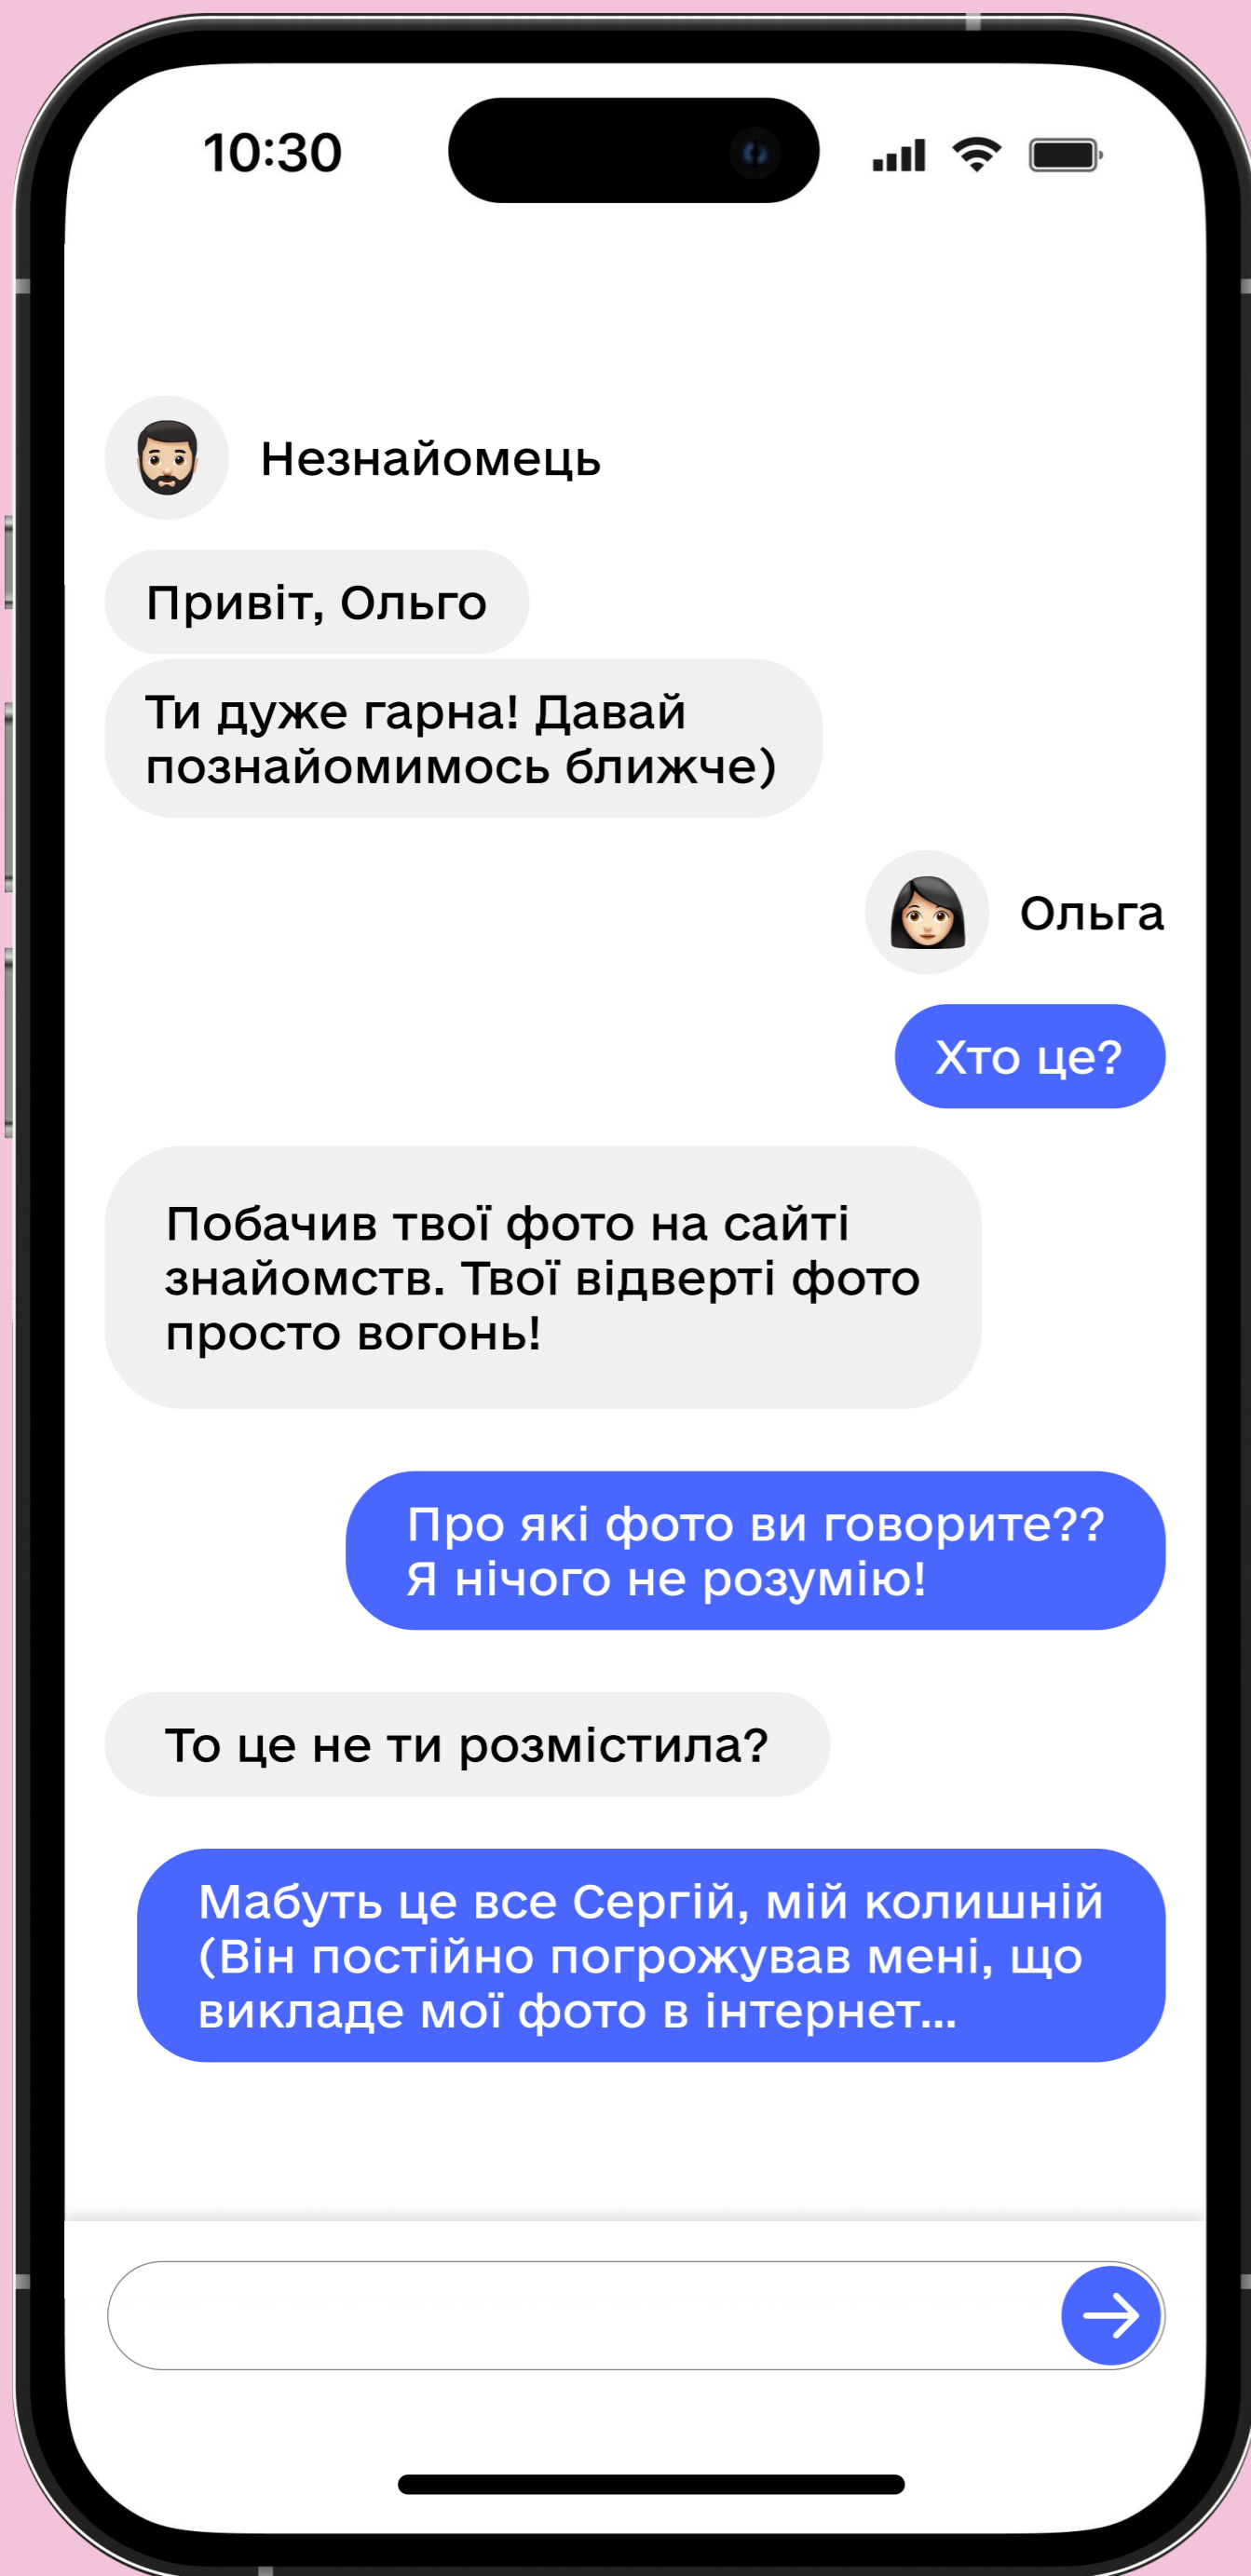 10:30
Незнайомець
Привіт, Ольго
Ти дуже гарна! Давай
познайомимось ближче)
Ольга
Хто це?
Побачив твої фото на сайті
знайомств. Твої відверті фото
просто вогонь!
Про які фото ви говорите??
Я нічого не розумію!
То це не ти розмістила?
Мабуть це все Сергій, мій колишній
(Він постійно погрожував мені, що
викладе мої фото в інтернет...